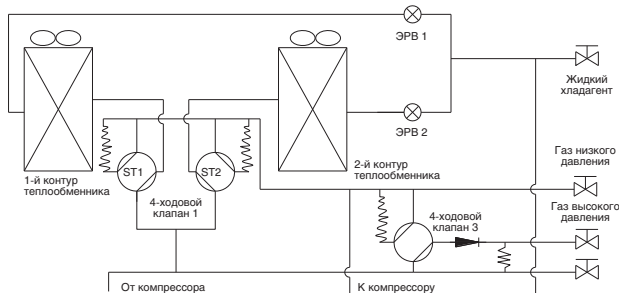 ЭРВ 1
Жидкий
хладагент
ЭРВ 2
ST1
ST2
1-й контур
теплообменника
4-ходовой
клапан 1
2-й контур
теплообменника
Газ низкого
давления
4-ходовой
клапан 3
Газ высокого
давления
От компрессора
К компрессору